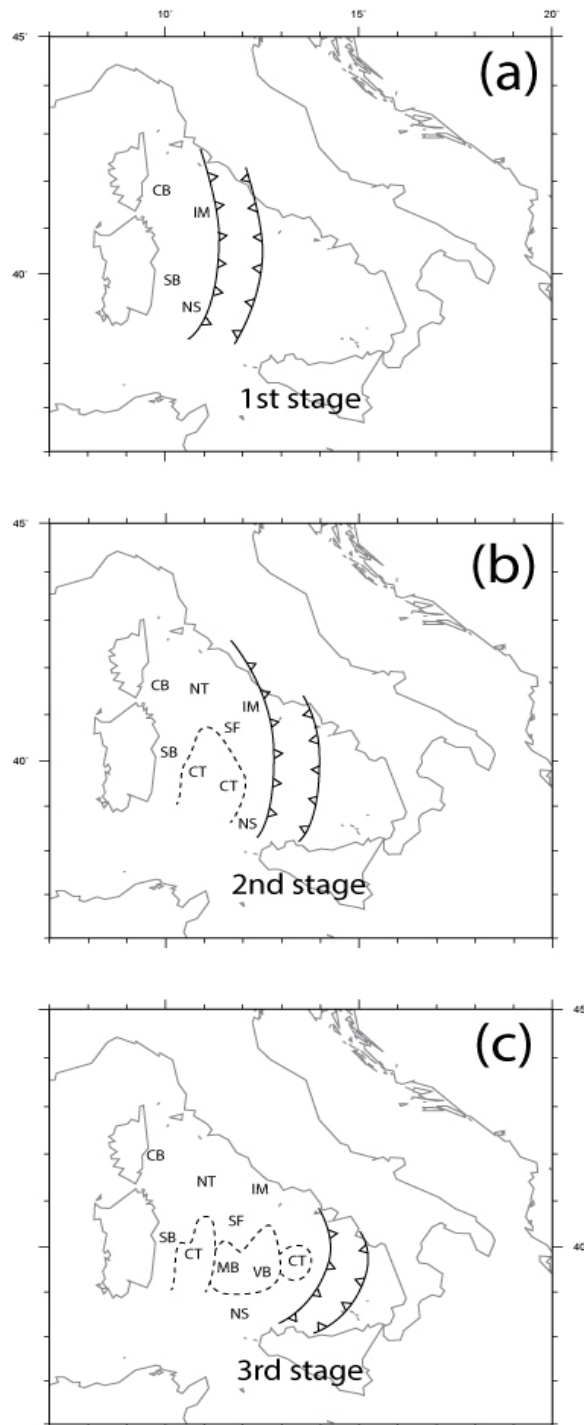 10˚ 15˚ 20˚
45˚
(a)
CB
IM
40˚
SB
NS
1st stage
45˚
(b)
CB NT
IM
SF
SB
40˚
CT
CT
NS
2nd stage
45˚
(c)
CB
NT IM
SF
SB
CT
CT
MB VB
40˚
NS
3rd stage